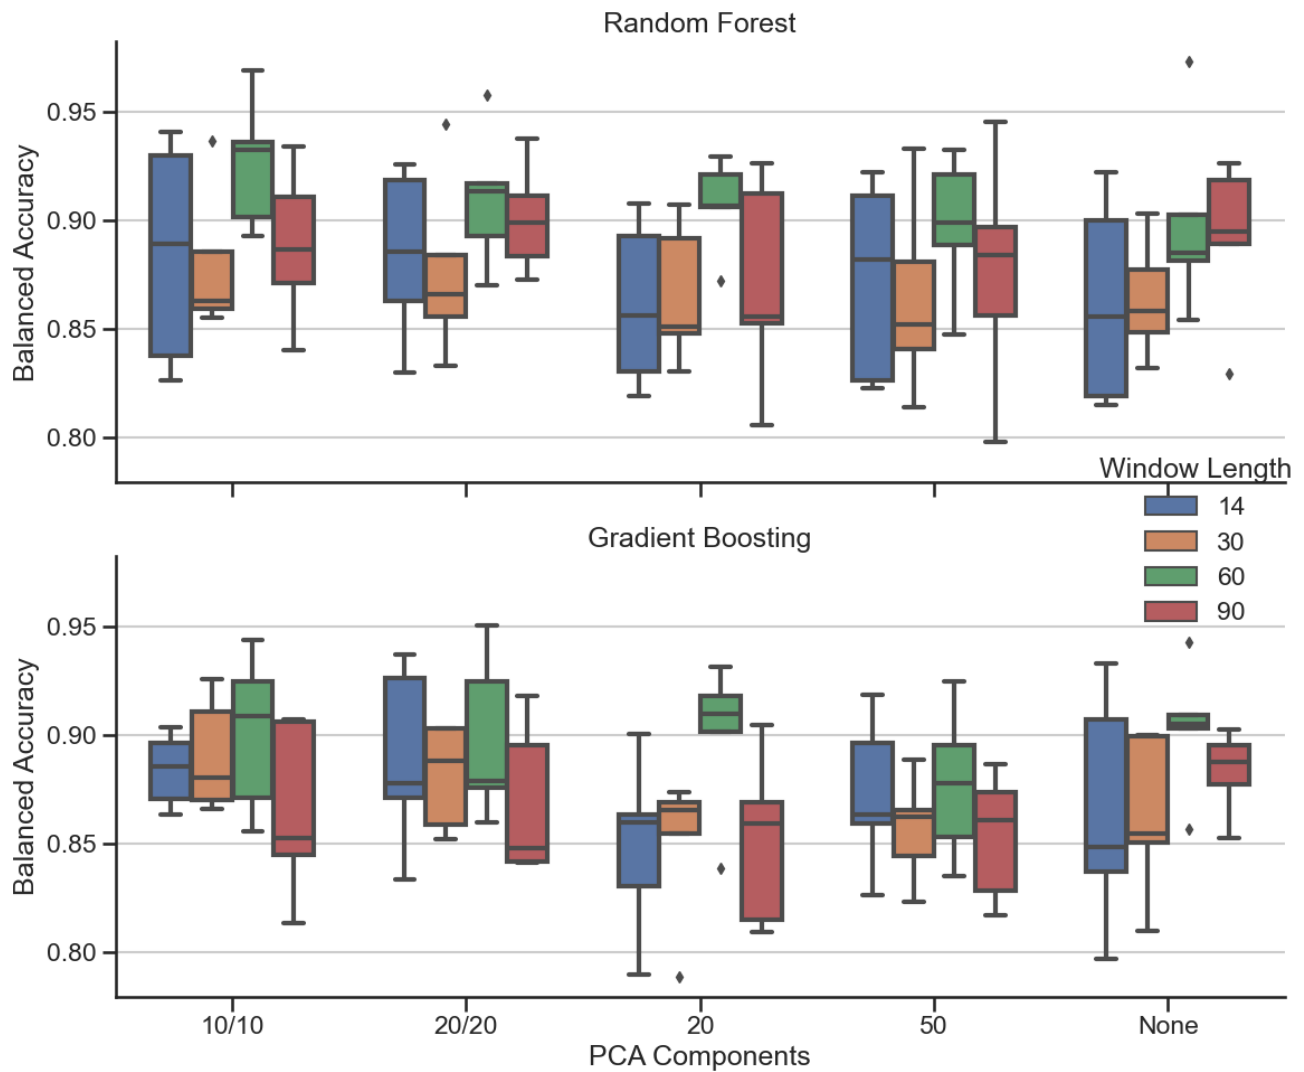 Random Forest
Balanced Accuracy
0.95
0.90
0.85
0.80
Window Length
14
30
60
90
Gradient Boosting
Balanced Accuracy
0.95
0.90
0.85
0.80
10/10 20/20 20 50 None
PCA Components